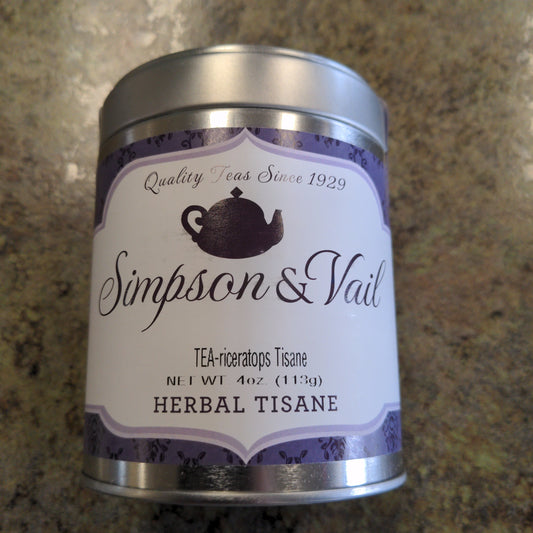 Quality Teas Since 1929
Simpson & Vail
TEA-riceratops Tisane
NET WT. 4oz. (113g)
HERBAL TISANE